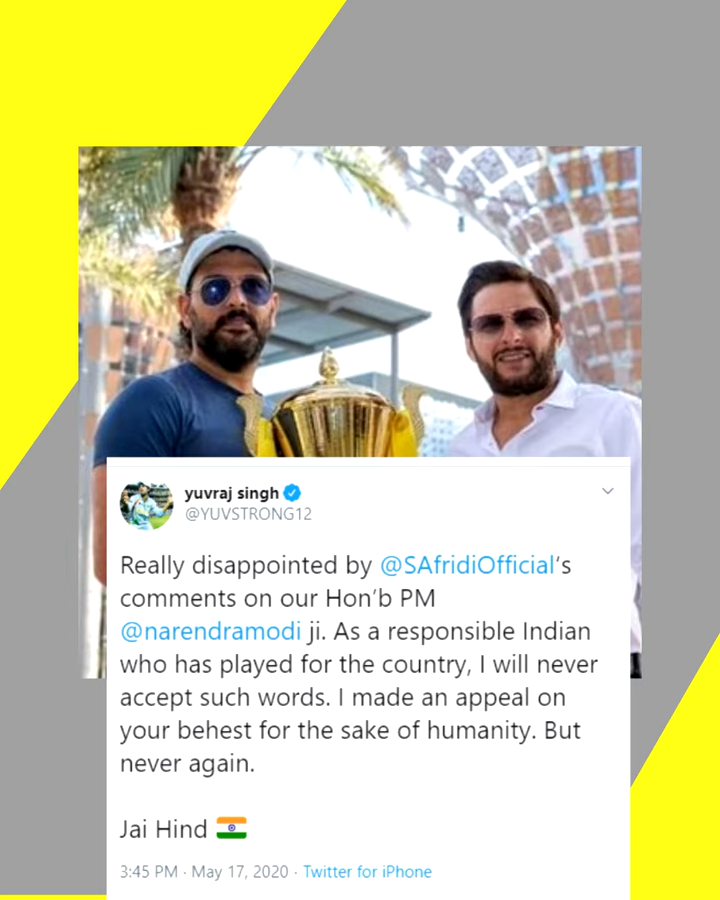 yuvraj singh
@YUVSTRONG12
Really disappointed by @SAfridiOfficial's
comments on our Hon'b PM
@narendramodi ji. As a responsible Indian
who has played for the country, I will never
accept such words. I made an appeal on
your behest for the sake of humanity. But
never again.
Jai Hind
3:45 PM · May 17, 2020 · Twitter for iPhone